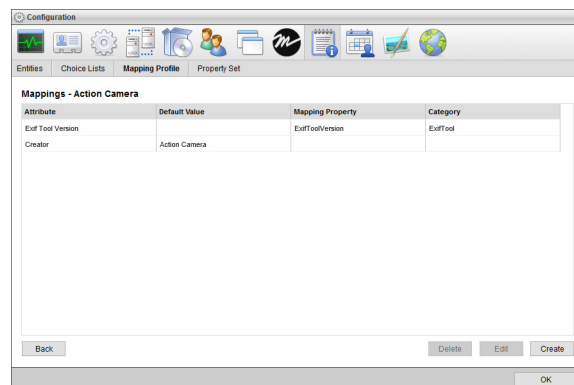 Configuration
Entities Choice Lists Mapping Profile Property Set
Mappings - Action Camera
Attribute Default Value Mapping Property Category
Exif Tool Version ExifToolVersion ExifTool
Creator Action Camera
Back Delete Edit Create
OK